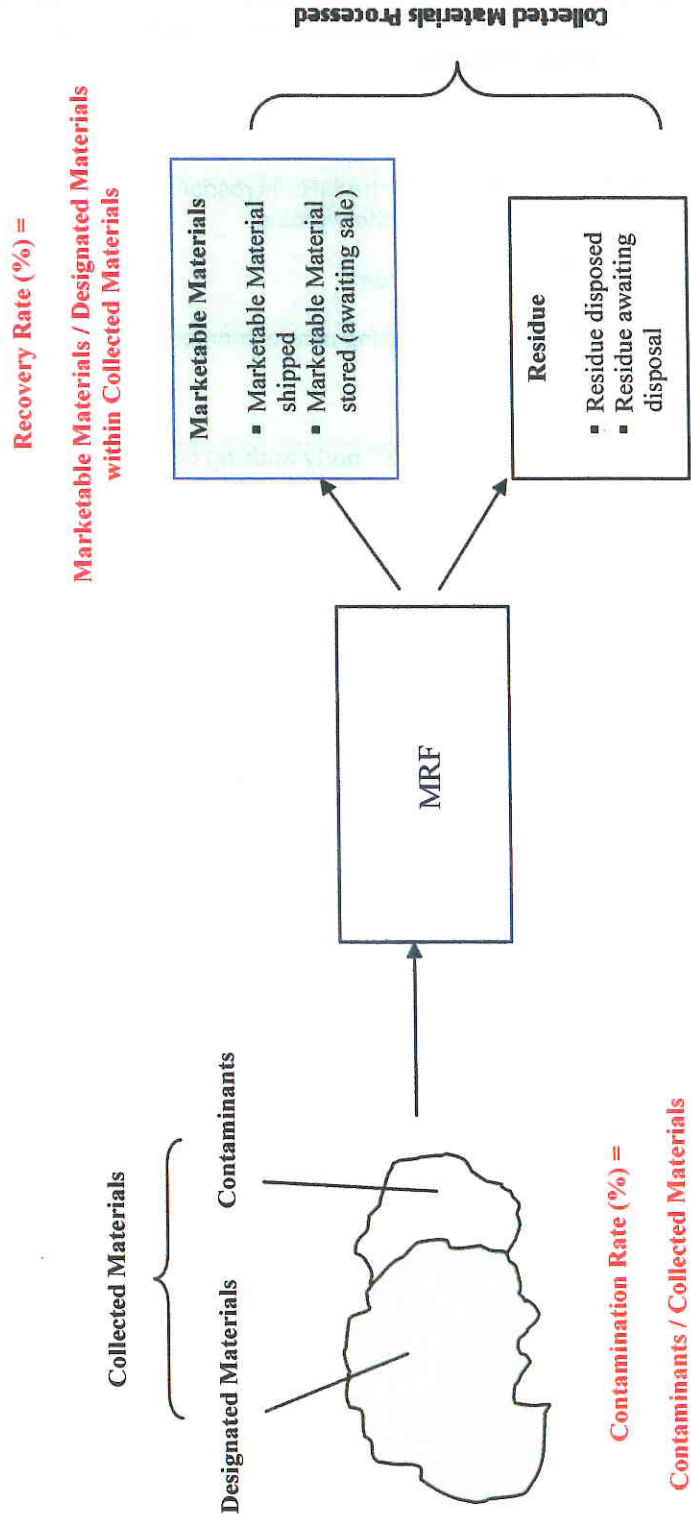 Collected Materials
Designated Materials
Contaminants
Contamination Rate (%) =
Contaminants / Collected Materials
MRF
Recovery Rate (%) =
Marketable Materials / Designated Materials
within Collected Materials
Marketable Materials
▪ Marketable Material
shipped
▪ Marketable Material
stored (awaiting sale)
Residue
▪ Residue disposed
▪ Residue awaiting
disposal
Collected Materials Processed